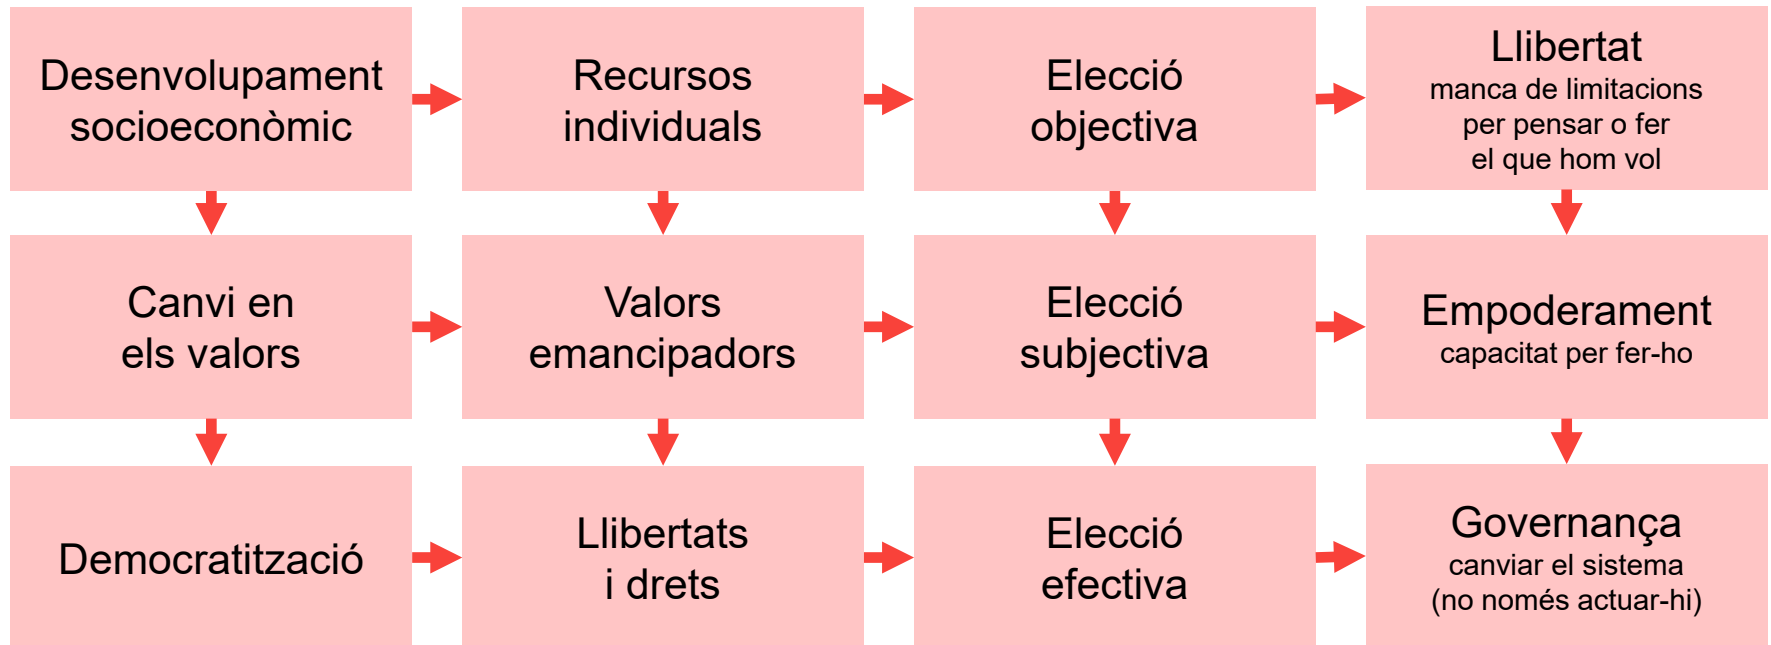 Desenvolupament
socioeconòmic
Recursos
individuals
Elecció
objectiva
Llibertat
manca de limitacions
per pensar o fer
el que hom vol
Canvi en
els valors
Valors
emancipadors
Elecció
subjectiva
Empoderament
capacitat per fer-ho
Democratització
Llibertats
i drets
Elecció
efectiva
Governança
canviar el sistema
(no només actuar-hi)